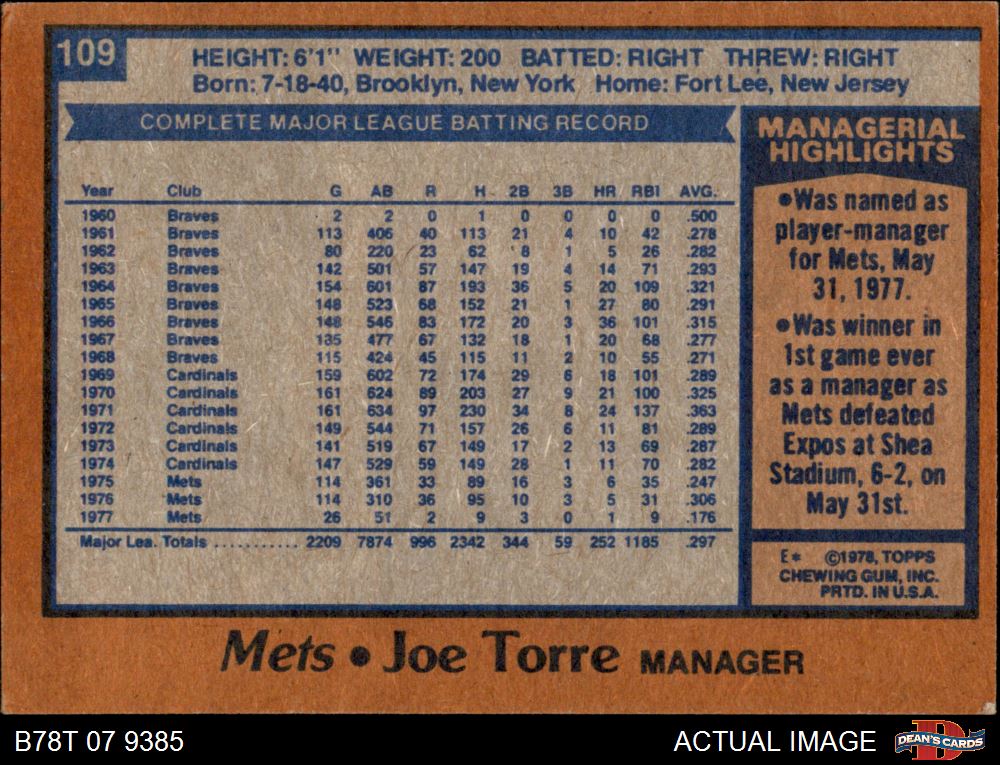 109
HEIGHT: 6'1" WEIGHT: 200 BATTED: RIGHT THREW: RIGHT
Born: 7-18-40, Brooklyn, New York Home: Fort Lee, New Jersey
COMPLETE MAJOR LEAGUE BATTING RECORD
Year Club G AB R H 2B 3B HR RBI AVG.
1960 Braves 2 2 0 1 0 0 0 0 .500
1961 Braves 113 406 40 113 21 4 10 42 .278
1962 Braves 80 220 23 62 8 1 5 26 .282
1963 Braves 142 501 57 147 19 4 14 71 .293
1964 Braves 154 601 87 193 36 5 20 109 .321
1965 Braves 148 523 68 152 21 1 27 80 .291
1966 Braves 148 546 83 172 20 3 36 101 .315
1967 Braves 135 477 67 132 18 1 20 68 .277
1968 Braves 115 424 45 115 11 2 10 55 .271
1969 Cardinals 159 602 72 174 29 6 18 101 .289
1970 Cardinals 161 624 89 203 27 9 21 100 .325
1971 Cardinals 161 634 97 230 34 8 24 137 .363
1972 Cardinals 149 544 71 157 26 6 11 81 .289
1973 Cardinals 141 519 67 149 17 2 13 69 .287
1974 Cardinals 147 529 59 149 28 1 11 70 .282
1975 Mets 114 361 33 89 16 3 6 35 .247
1976 Mets 114 310 36 95 10 3 5 31 .306
1977 Mets 26 51 2 9 3 0 1 9 .176
Major Lea. Totals ........... 2209 7874 996 2342 344 59 252 1185 .297
MANAGERIAL
HIGHLIGHTS
•Was named as
player-manager
for Mets, May
31, 1977.
•Was winner in
1st game ever
as a manager as
Mets defeated
Expos at Shea
Stadium, 6-2, on
May 31st.
E* ©1978, TOPPS
CHEWING GUM, INC.
PRTD. IN U.S.A.
Mets • Joe Torre MANAGER
B78T 07 9385
ACTUAL IMAGE
D
DEAN'S CARDS